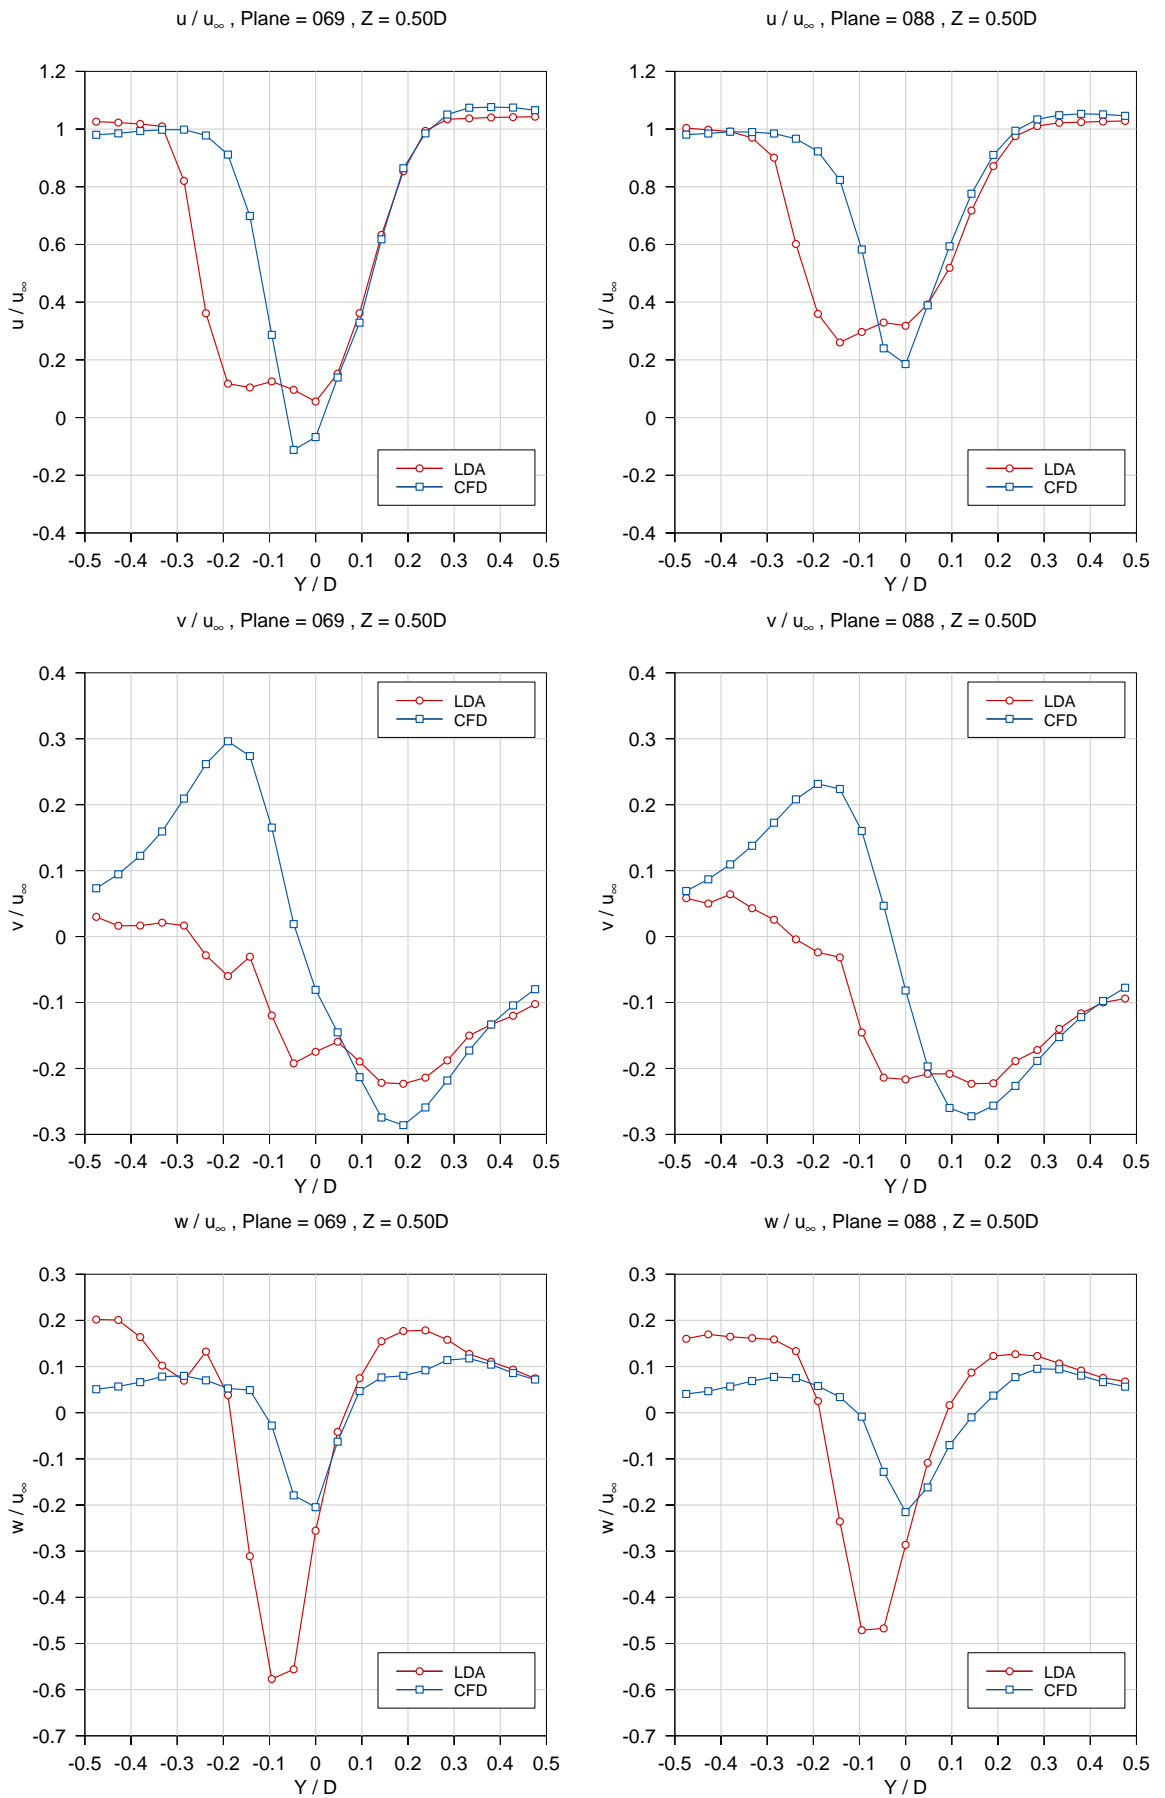 u / u∞ , Plane = 069 , Z = 0.50D
1.2
1
0.8
0.6
0.4
0.2
0
-0.2
-0.4
u / u∞
LDA
CFD
-0.5 -0.4 -0.3 -0.2 -0.1 0 0.1 0.2 0.3 0.4 0.5
Y / D
u / u∞ , Plane = 088 , Z = 0.50D
1.2
1
0.8
0.6
0.4
0.2
0
-0.2
-0.4
u / u∞
LDA
CFD
-0.5 -0.4 -0.3 -0.2 -0.1 0 0.1 0.2 0.3 0.4 0.5
Y / D
v / u∞ , Plane = 069 , Z = 0.50D
0.4
0.3
0.2
0.1
0
-0.1
-0.2
-0.3
v / u∞
LDA
CFD
-0.5 -0.4 -0.3 -0.2 -0.1 0 0.1 0.2 0.3 0.4 0.5
Y / D
v / u∞ , Plane = 088 , Z = 0.50D
0.4
0.3
0.2
0.1
0
-0.1
-0.2
-0.3
v / u∞
LDA
CFD
-0.5 -0.4 -0.3 -0.2 -0.1 0 0.1 0.2 0.3 0.4 0.5
Y / D
w / u∞ , Plane = 069 , Z = 0.50D
0.3
0.2
0.1
0
-0.1
-0.2
-0.3
-0.4
-0.5
-0.6
-0.7
w / u∞
LDA
CFD
-0.5 -0.4 -0.3 -0.2 -0.1 0 0.1 0.2 0.3 0.4 0.5
Y / D
w / u∞ , Plane = 088 , Z = 0.50D
0.3
0.2
0.1
0
-0.1
-0.2
-0.3
-0.4
-0.5
-0.6
-0.7
w / u∞
LDA
CFD
-0.5 -0.4 -0.3 -0.2 -0.1 0 0.1 0.2 0.3 0.4 0.5
Y / D